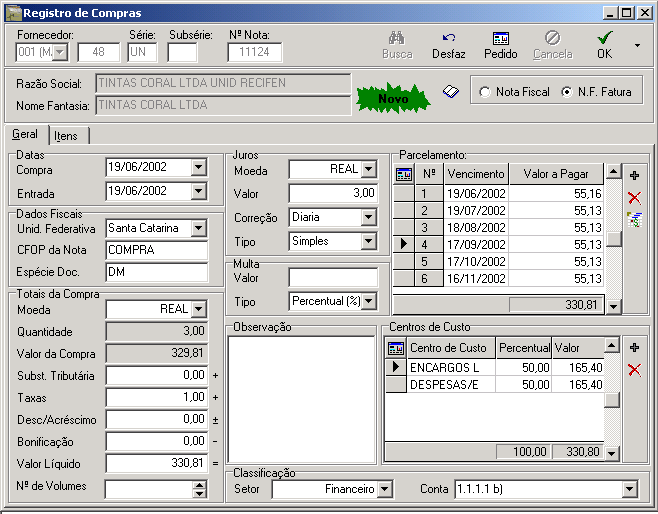 Registro de Compras
Fornecedor: Série: Subsérie: Nº Nota:
001 (M. 48 UN 11124
Busca Desfaz Pedido Cancela OK
Razão Social: TINTAS CORAL LTDA UNID RECIFEN
Nome Fantasia: TINTAS CORAL LTDA
Novo
Nota Fiscal N.F. Fatura
Geral Itens
Datas
Compra 19/06/2002
Entrada 19/06/2002
Dados Fiscais
Unid. Federativa Santa Catarina
CFOP da Nota COMPRA
Espécie Doc. DM
Totais da Compra
Moeda REAL
Quantidade 3,00
Valor da Compra 329,81
Subst. Tributária 0,00 +
Taxas 1,00 +
Desc/Acréscimo 0,00 ±
Bonificação 0,00 -
Valor Líquido 330,81 =
Nº de Volumes
Juros
Moeda REAL
Valor 3,00
Correção Diaria
Tipo Simples
Multa
Valor
Tipo Percentual (%)
Parcelamento:
Nº Vencimento Valor a Pagar
1 19/06/2002 55,16
2 19/07/2002 55,13
3 18/08/2002 55,13
4 17/09/2002 55,13
5 17/10/2002 55,13
6 16/11/2002 55,13
330,81
Observação
Centros de Custo
Centro de Custo Percentual Valor
ENCARGOS L 50,00 165,40
DESPESAS/E 50,00 165,40
100,00 330,80
Classificação
Setor Financeiro Conta 1.1.1.1 b)